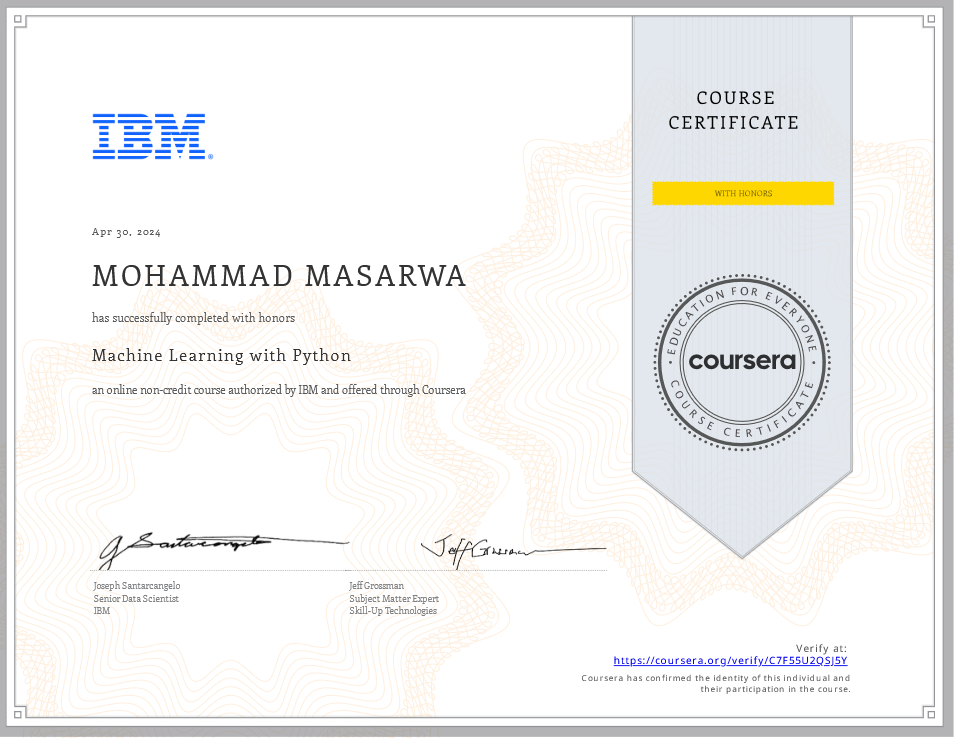 IBM®
COURSE
CERTIFICATE
WITH HONORS
Apr 30, 2024
MOHAMMAD MASARWA
has successfully completed with honors
Machine Learning with Python
an online non-credit course authorized by IBM and offered through Coursera
EDUCATION FOR EVERYONE
coursera
COURSE CERTIFICATE
J Santarcangelo
Jeff Grossman
Joseph Santarcangelo
Senior Data Scientist
IBM
Jeff Grossman
Subject Matter Expert
Skill-Up Technologies
Verify at:
https://coursera.org/verify/C7F55U2QSJ5Y
Coursera has confirmed the identity of this individual and
their participation in the course.